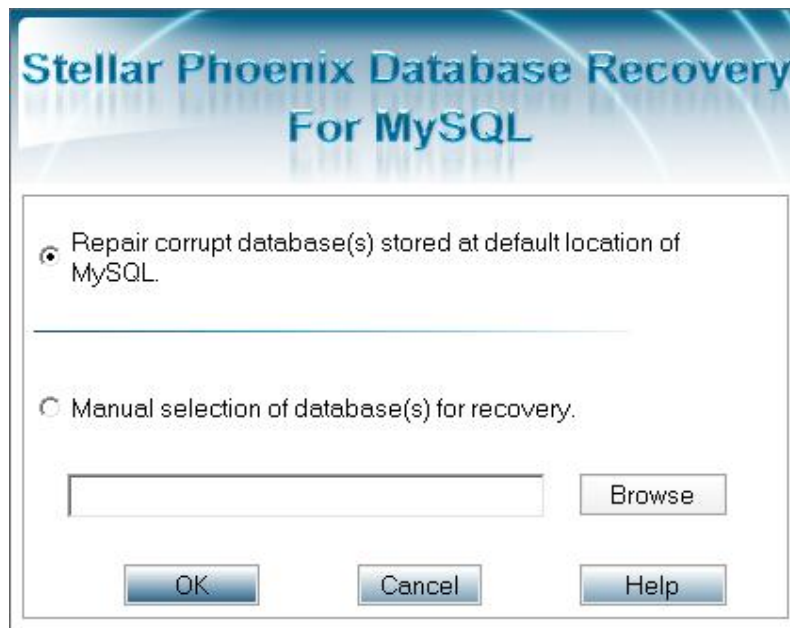 Stellar Phoenix Database Recovery
For MySQL
Repair corrupt database(s) stored at default location of
MySQL.
Manual selection of database(s) for recovery.
Browse
OK Cancel Help